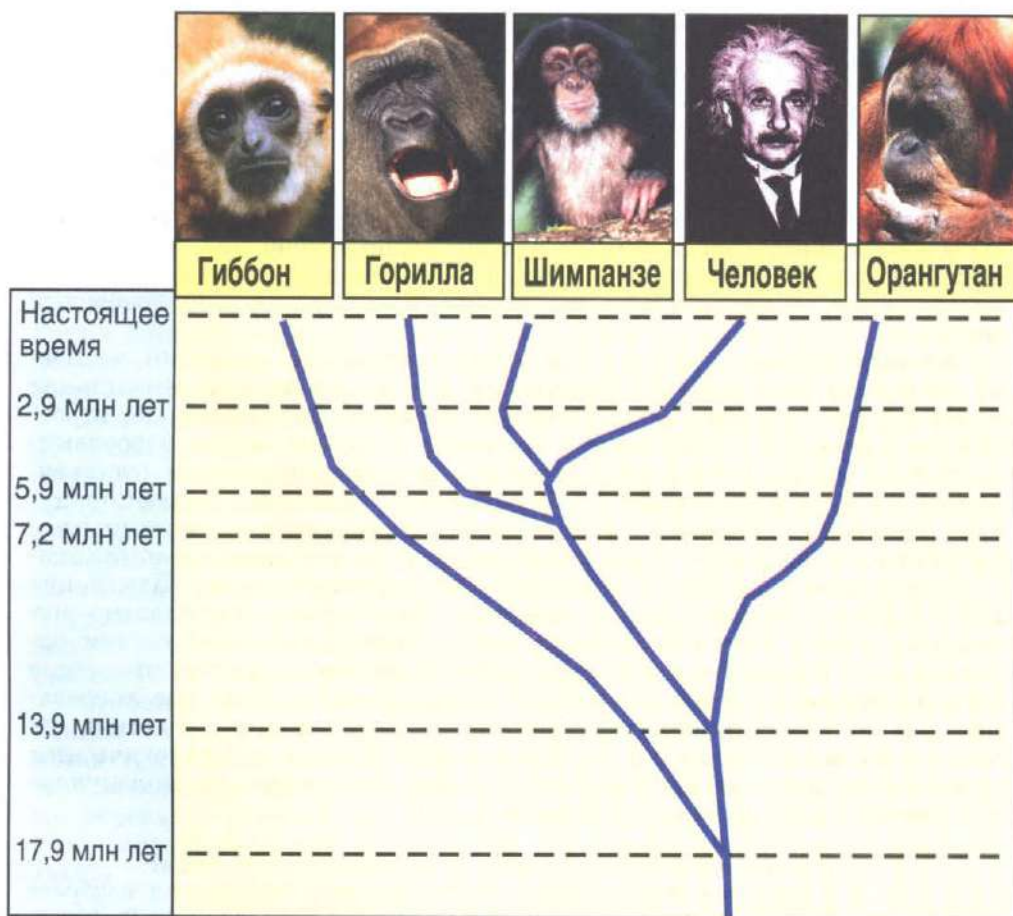 Гиббон
Горилла
Шимпанзе
Человек
Орангутан
Настоящее
время
2,9 млн лет
5,9 млн лет
7,2 млн лет
13,9 млн лет
17,9 млн лет